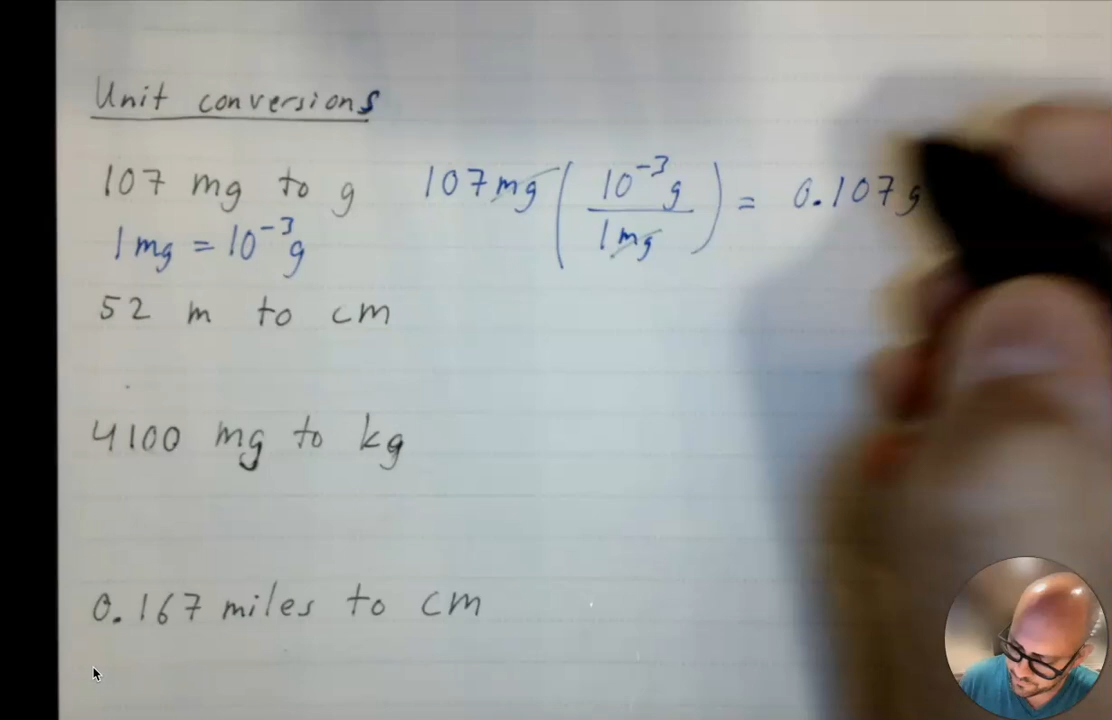 Unit conversions
107 mg to g 107 mg ( 10⁻³ g / 1 mg ) = 0.107 g
1 mg = 10⁻³ g
52 m to cm
4100 mg to kg
0.167 miles to cm